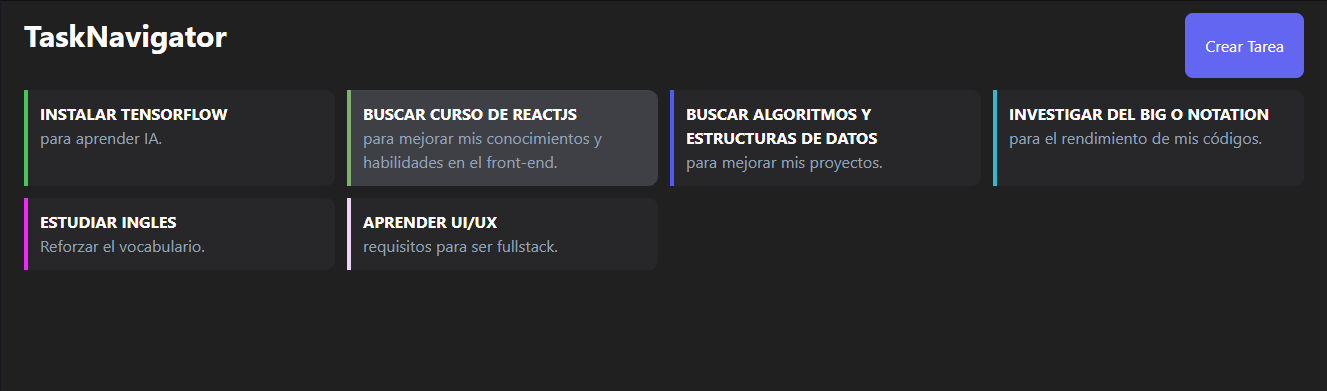 TaskNavigator
Crear Tarea
INSTALAR TENSORFLOW
para aprender IA.
BUSCAR CURSO DE REACTJS
para mejorar mis conocimientos y
habilidades en el front-end.
BUSCAR ALGORITMOS Y
ESTRUCTURAS DE DATOS
para mejorar mis proyectos.
INVESTIGAR DEL BIG O NOTATION
para el rendimiento de mis códigos.
ESTUDIAR INGLES
Reforzar el vocabulario.
APRENDER UI/UX
requisitos para ser fullstack.